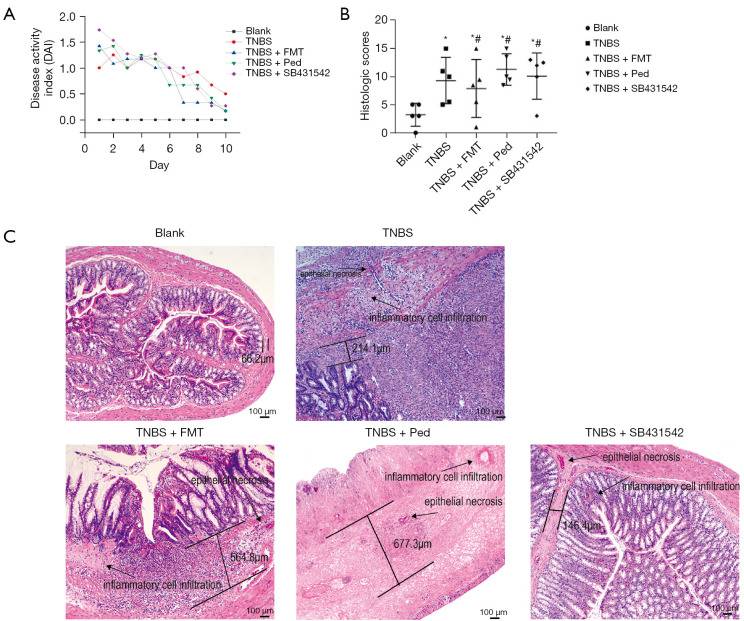 A
Disease activity
index (DAI)
2.0
1.5
1.0
0.5
0.0
0 2 4 6 8 10
Day
Blank
TNBS
TNBS + FMT
TNBS + Ped
TNBS + SB431542
B
Histologic scores
20
15
10
5
0
* *# *# *#
Blank
TNBS
TNBS + FMT
TNBS + Ped
TNBS + SB431542
Blank
TNBS
TNBS + FMT
TNBS + Ped
TNBS + SB431542
C
Blank
66.2μm
100 μm
TNBS
epithelial necrosis
inflammatory cell infiltration
214.1μm
100 μm
TNBS + FMT
epithelial necrosis
564.8μm
inflammatory cell infiltration
100 μm
TNBS + Ped
inflammatory cell infiltration
epithelial necrosis
677.3μm
100 μm
TNBS + SB431542
epithelial necrosis
inflammatory cell infiltration
146.4μm
100 μm